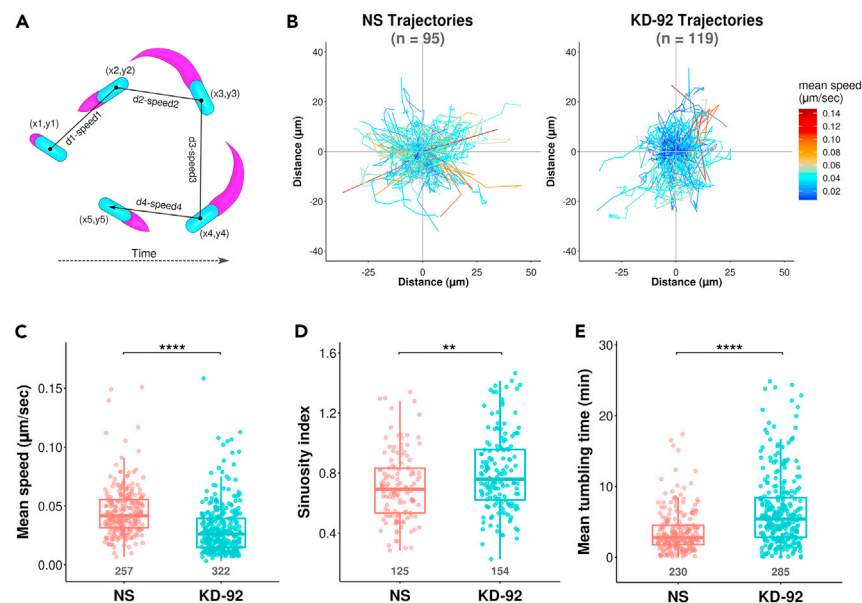 A
(x1,y1)
(x2,y2)
(x3,y3)
(x4,y4)
(x5,y5)
d1-speed1
d2-speed2
d3-speed3
d4-speed4
Time
B
NS Trajectories
(n = 95)
KD-92 Trajectories
(n = 119)
Distance (µm)
40
20
0
-20
-40
-25
0
25
50
Distance (µm)
Distance (µm)
40
20
0
-20
-40
-25
0
25
50
Distance (µm)
mean speed
(µm/sec)
0.14
0.12
0.10
0.08
0.06
0.04
0.02
C
****
Mean speed (µm/sec)
0.15
0.10
0.05
0.00
257
322
NS
KD-92
D
**
Sinuosity index
1.6
1.2
0.8
0.4
125
154
NS
KD-92
E
****
Mean tumbling time (min)
30
20
10
0
230
285
NS
KD-92